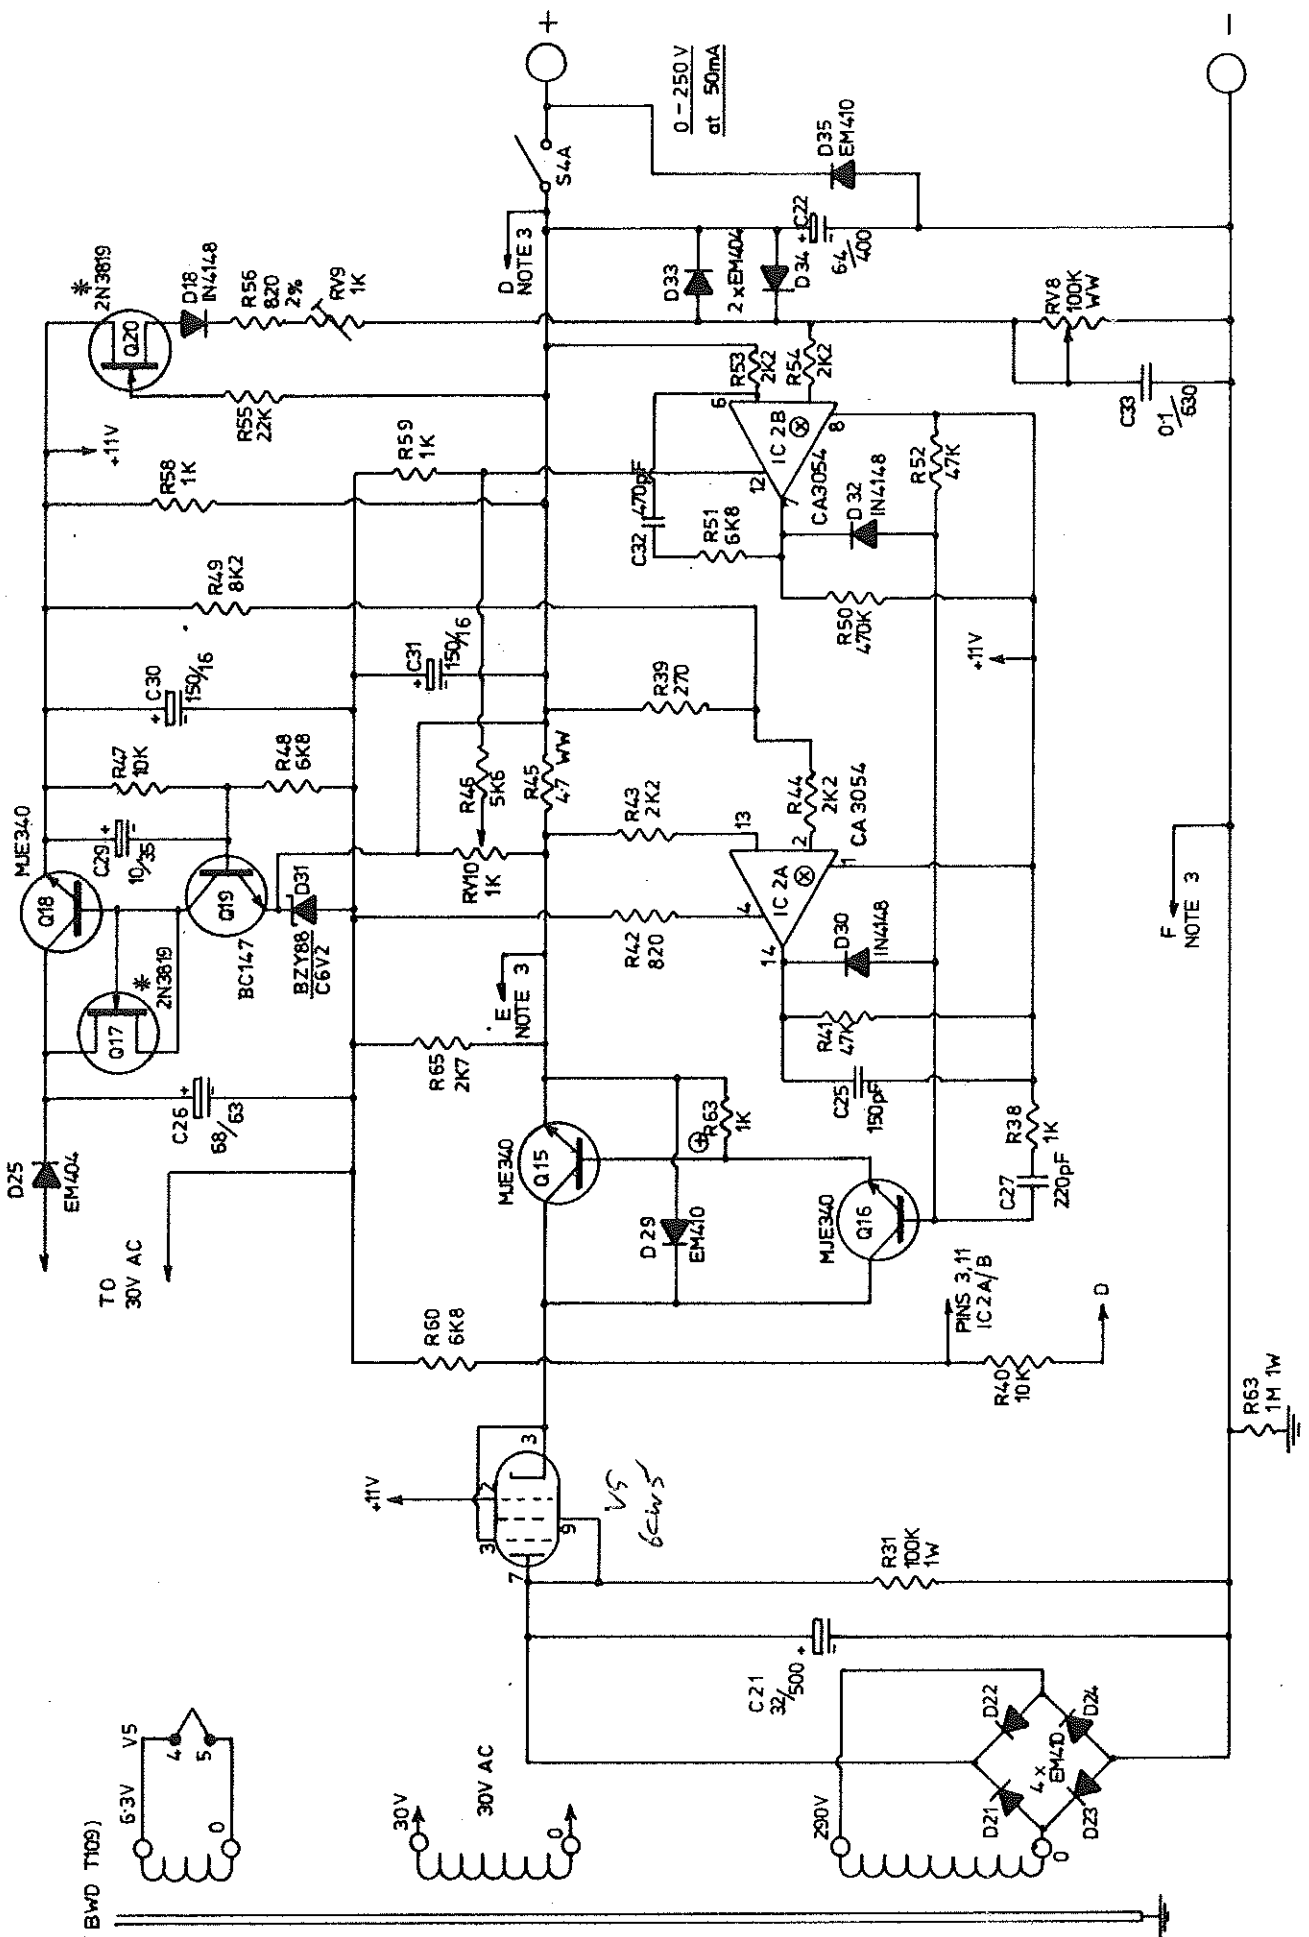 BWD T109)
6·3V
V5
4
5
0
30V
30V AC
0
290V
0
D21
D22
D23
D24
4 x
EM410
C21
32/500
R31
100K
1W
+11V
3
2
3
7
9
V5
R63
1M 1W
TO
30V AC
D25
EM404
C26
68/63
Q17
*
2N3819
Q18
MJE340
Q19
BC147
BZY88
C6V2
D31
C29
10/35
R47
10K
R48
6K8
C30
150/16
R49
8K2
R58
1K
+11V
R55
22K
Q20
*
2N3819
D18
IN4148
R56
820
2%
RV9
1K
R60
6K8
R65
2K7
E
NOTE 3
MJE340
Q15
D29
EM410
R63
1K
MJE340
Q16
PINS 3,11
IC 2A/B
R40
10K
D
C27
220pF
R38
1K
C25
150pF
R41
47K
D30
IN4148
14
4
13
2
1
IC 2A
CA 3054
R42
820
R43
2K2
R44
2K2
RV10
1K
R46
5K6
R45
4·7 WW
C31
150/16
R39
270
R59
1K
C32
470pF
R51
6K8
R50
470K
+11V
D32
IN4148
7
12
6
8
IC 2B
CA3054
R52
47K
R53
2K2
R54
2K2
D33
2 x EM404
D34
C22
64/400
D35
EM410
D
NOTE 3
S4A
+
0 - 250 V
at 50mA
RV8
100K
WW
C33
0·1/630
F
NOTE 3
−